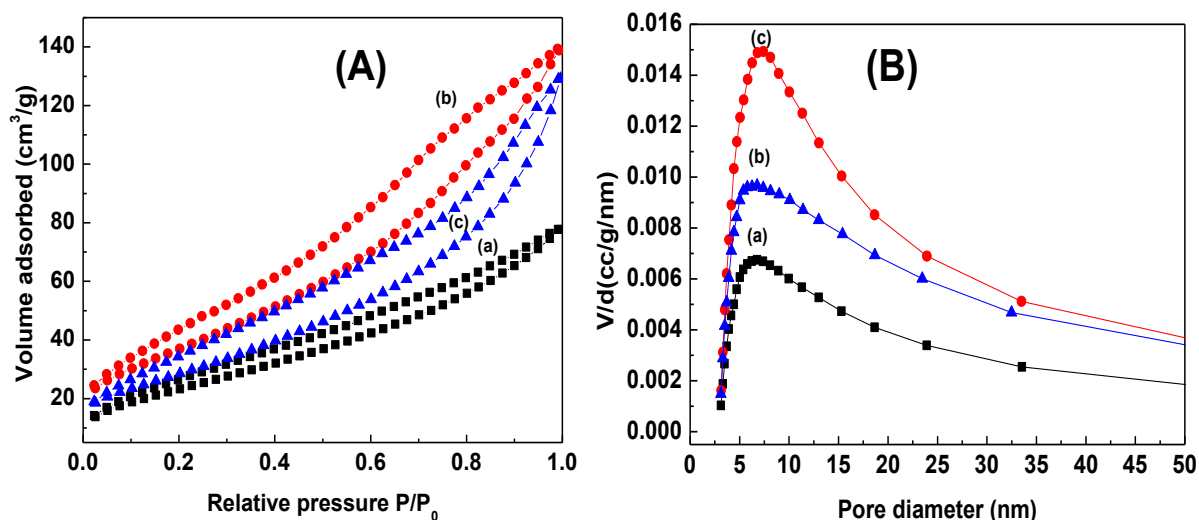 (A)
Volume adsorbed (cm³/g)
140
120
100
80
60
40
20
(b)
(c)
(a)
0.0 0.2 0.4 0.6 0.8 1.0
Relative pressure P/P₀
(B)
V/d(cc/g/nm)
0.016
0.014
0.012
0.010
0.008
0.006
0.004
0.002
0.000
(c)
(b)
(a)
0 5 10 15 20 25 30 35 40 45 50
Pore diameter (nm)